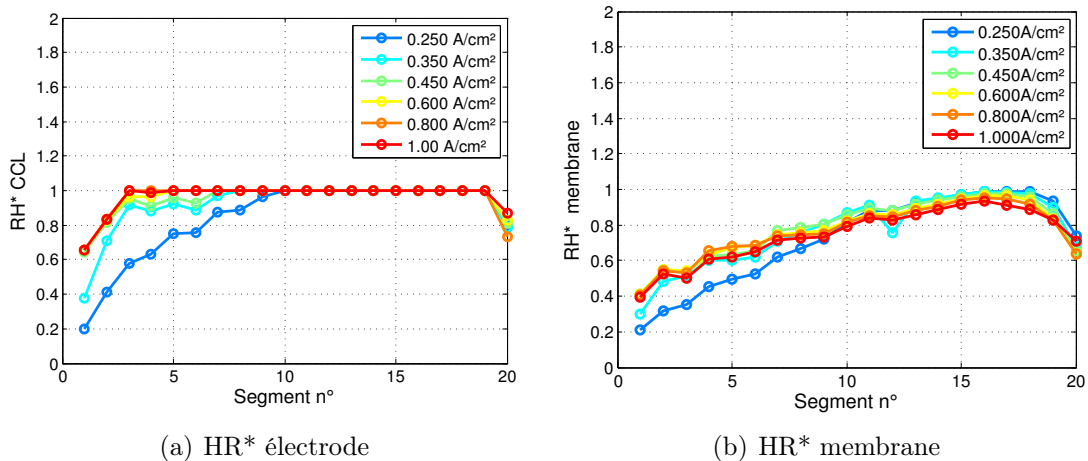 2
1.8
1.6
1.4
1.2
1
0.8
0.6
0.4
0.2
0
RH* CCL
0 5 10 15 20
Segment n°
0.250 A/cm²
0.350 A/cm²
0.450 A/cm²
0.600 A/cm²
0.800 A/cm²
1.00 A/cm²
(a) HR* électrode
2
1.8
1.6
1.4
1.2
1
0.8
0.6
0.4
0.2
0
RH* membrane
0 5 10 15 20
Segment n°
0.250A/cm²
0.350A/cm²
0.450A/cm²
0.600A/cm²
0.800A/cm²
1.000A/cm²
(b) HR* membrane